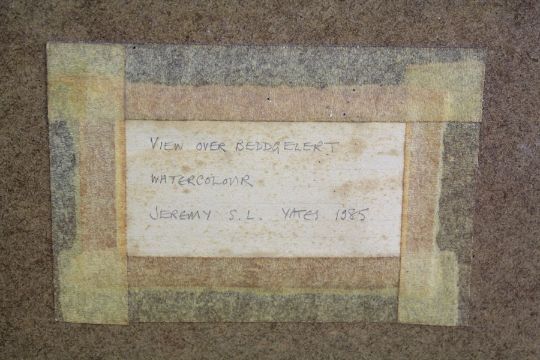 VIEW OVER BEDDGELERT
WATERCOLOUR
JEREMY S.L. YATES 1985